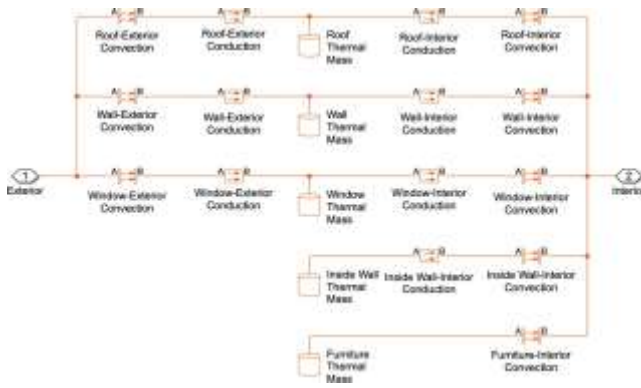 A B A B A B A B
Roof-Exterior Convection
Roof-Exterior Conduction
Roof Thermal Mass
Roof-Interior Conduction
Roof-Interior Convection
A B A B A B A B
Wall-Exterior Convection
Wall-Exterior Conduction
Wall Thermal Mass
Wall-Interior Conduction
Wall-Interior Convection
1
Exterior
A B A B A B A B
Window-Exterior Convection
Window-Exterior Conduction
Window Thermal Mass
Window-Interior Conduction
Window-Interior Convection
2
Interio
A B A B
Inside Wall Thermal Mass
Inside Wall-Interior Conduction
Inside Wall-Interior Convection
A B
Furniture Thermal Mass
Furniture-Interior Convection